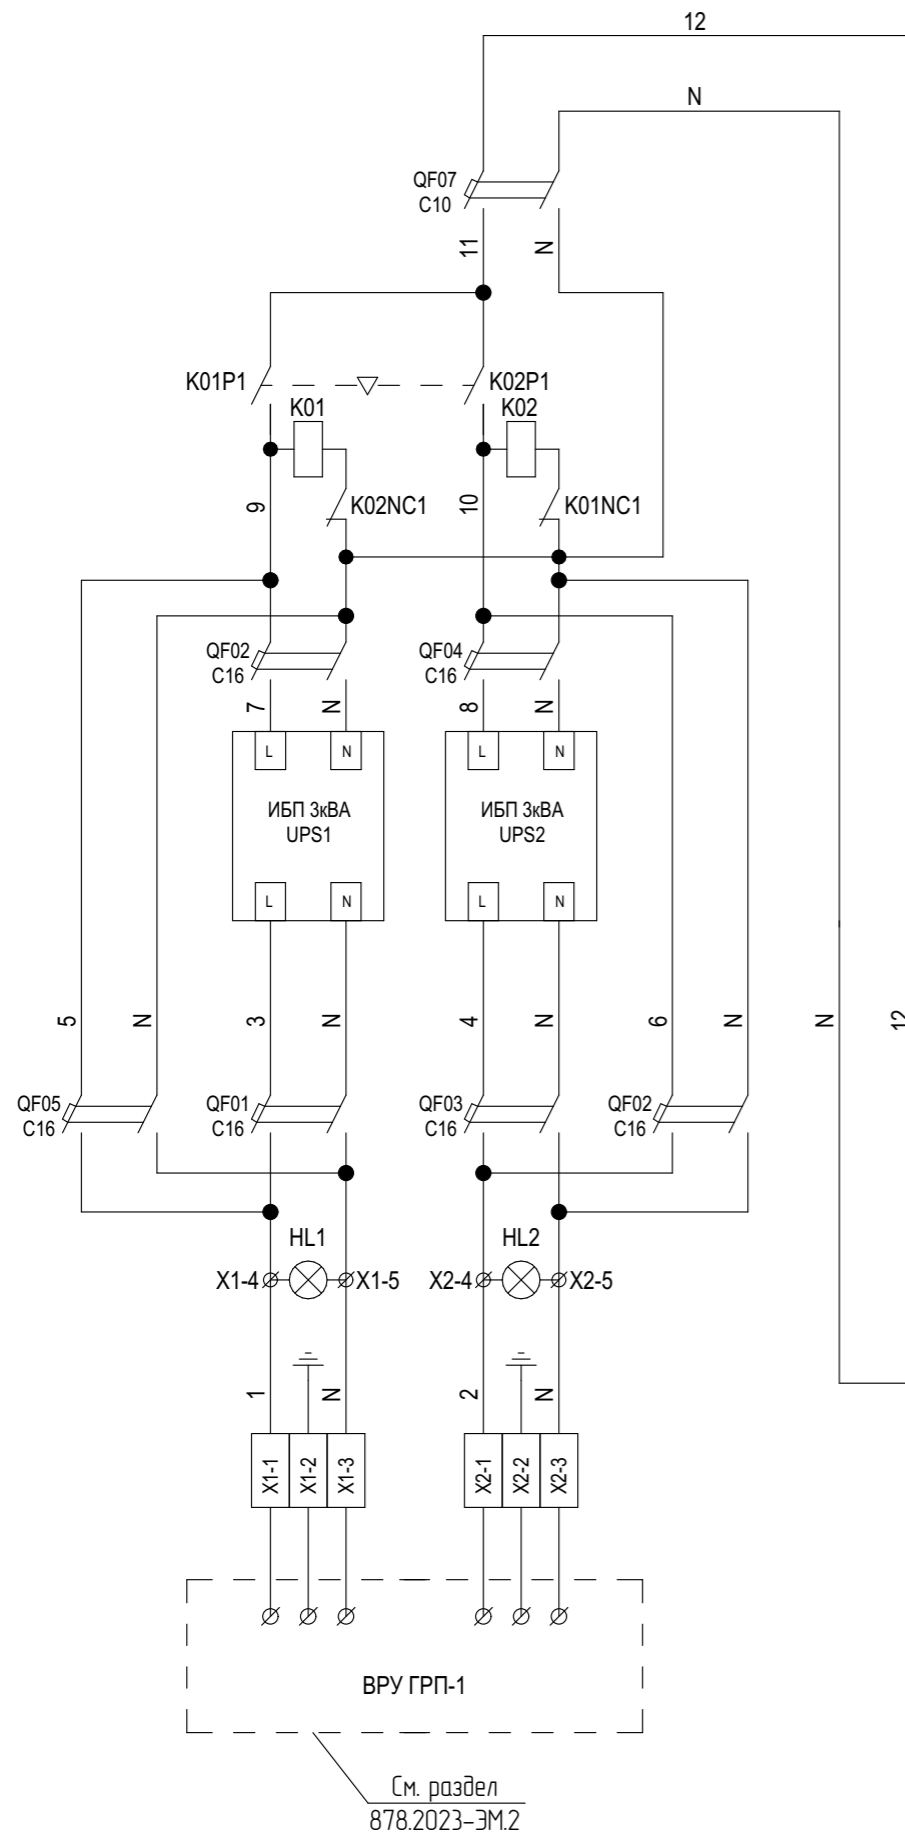 12
N
QF07
C10
11
N
K01P1
K02P1
K01
K02
9
K02NC1
10
K01NC1
QF02
C16
QF04
C16
7
N
8
N
L
N
L
N
ИБП 3кВА
UPS1
ИБП 3кВА
UPS2
L
N
L
N
5
N
3
N
4
N
6
N
N
12
QF05
C16
QF01
C16
QF03
C16
QF02
C16
HL1
HL2
X1-4
X1-5
X2-4
X2-5
1
N
2
N
X1-1
X1-2
X1-3
X2-1
X2-2
X2-3
ВРУ ГРП-1
См. раздел
878.2023-ЭМ.2